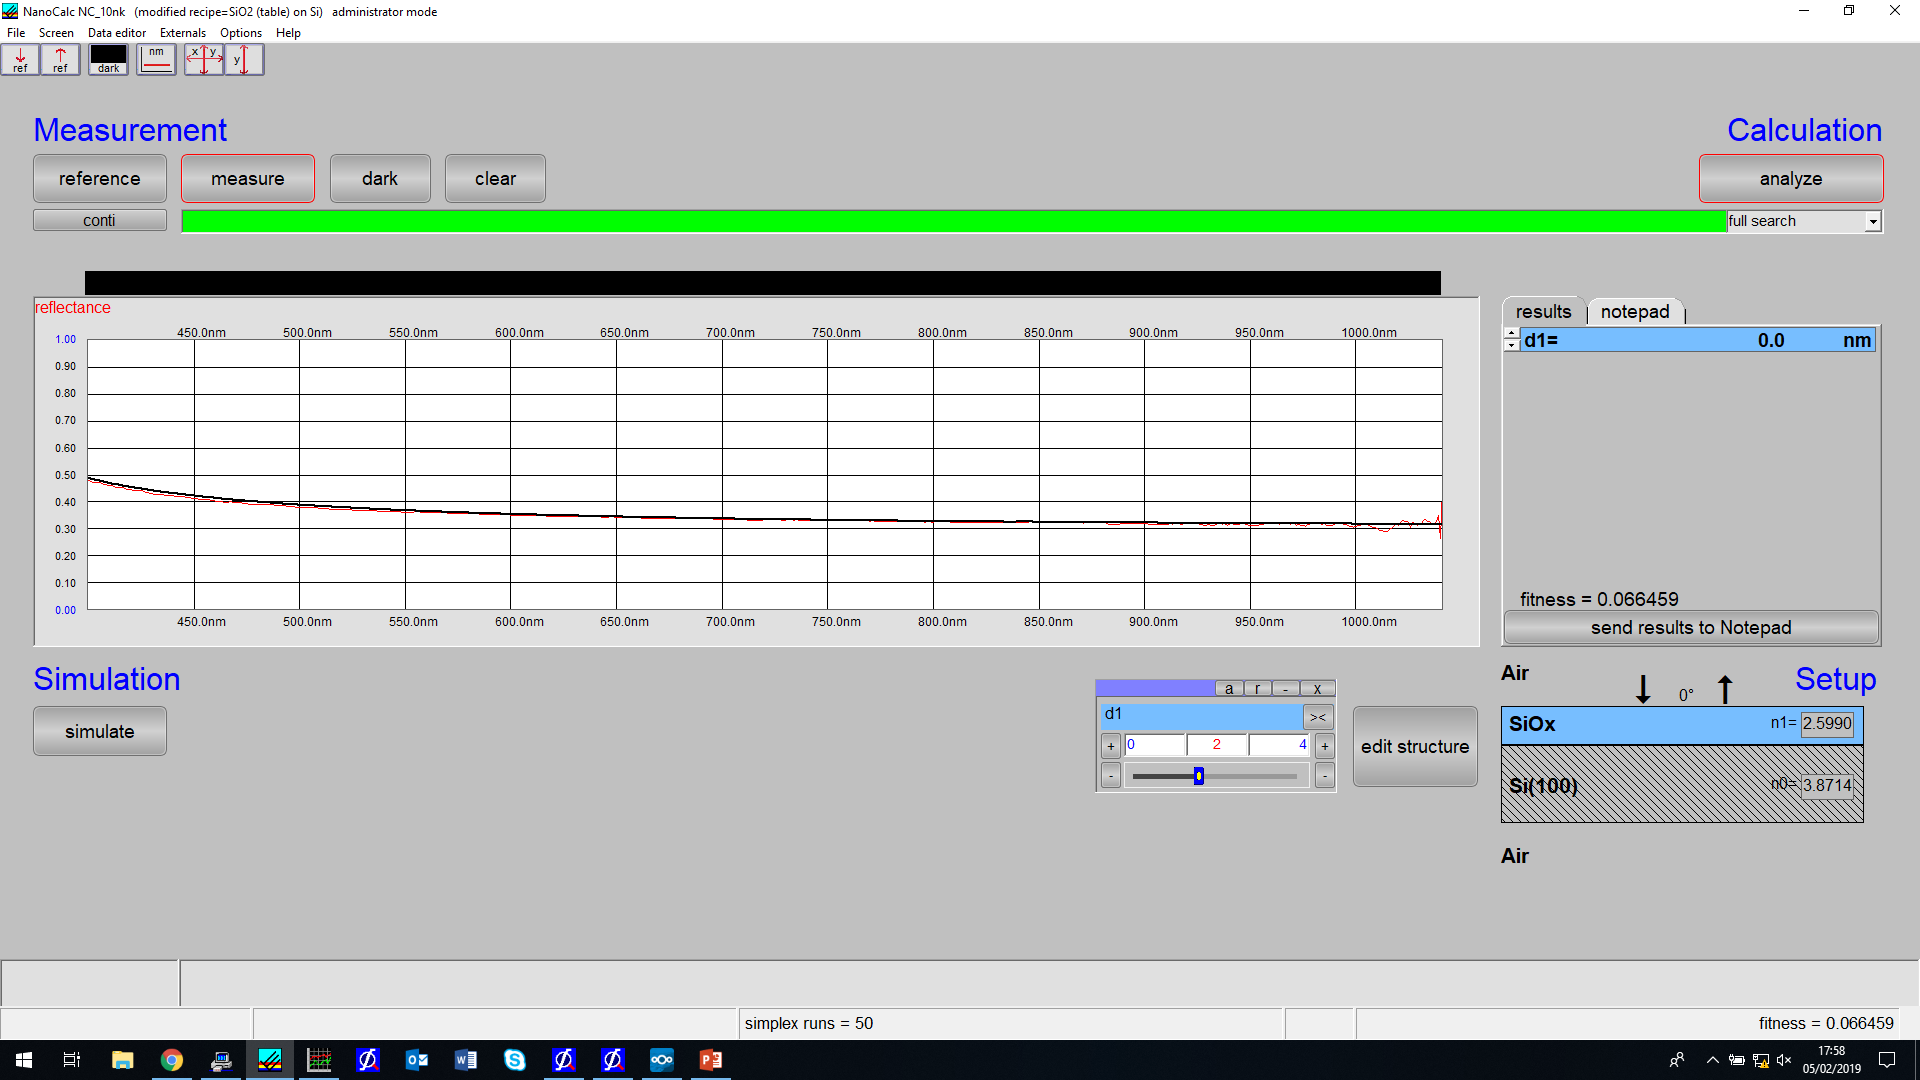 NanoCalc NC_10nk   (modified recipe=SiO2 (table) on Si)   administrator mode
File   Screen   Data editor   Externals   Options   Help
ref   ref   dark   nm   x   y   y
Measurement
Calculation
reference   measure   dark   clear
analyze
conti
full search
reflectance
450.0nm   500.0nm   550.0nm   600.0nm   650.0nm   700.0nm   750.0nm   800.0nm   850.0nm   900.0nm   950.0nm   1000.0nm
1.00
0.90
0.80
0.70
0.60
0.50
0.40
0.30
0.20
0.10
0.00
450.0nm   500.0nm   550.0nm   600.0nm   650.0nm   700.0nm   750.0nm   800.0nm   850.0nm   900.0nm   950.0nm   1000.0nm
results   notepad
d1=   0.0   nm
fitness = 0.066459
send results to Notepad
Simulation
simulate
a   r   -   x
d1   ><
+   0   2   4   +
-   -
edit structure
Air   0°   Setup
SiOx   n1=   2.5990
Si(100)   n0=   3.8714
Air
simplex runs = 50   fitness = 0.066459
17:58
05/02/2019